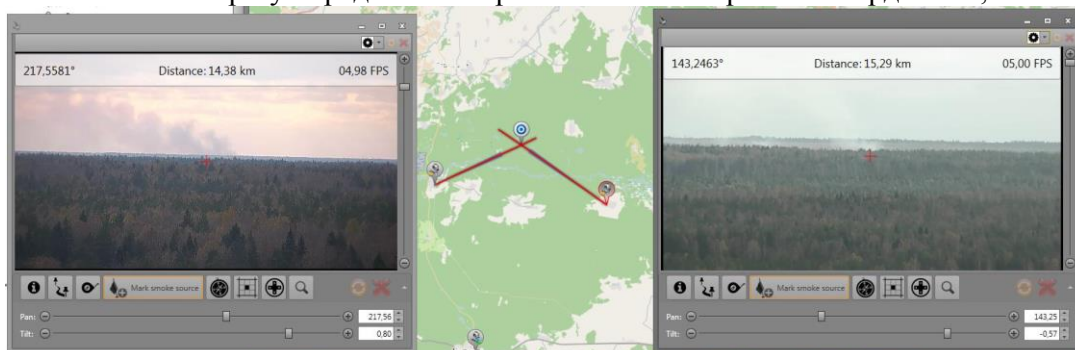 217,5581° Distance: 14,38 km 04,98 FPS
Mark smoke source
Pan: 217,56
Tilt: 0,80
143,2463° Distance: 15,29 km 05,00 FPS
Mark smoke source
Pan: 143,25
Tilt: -0,57